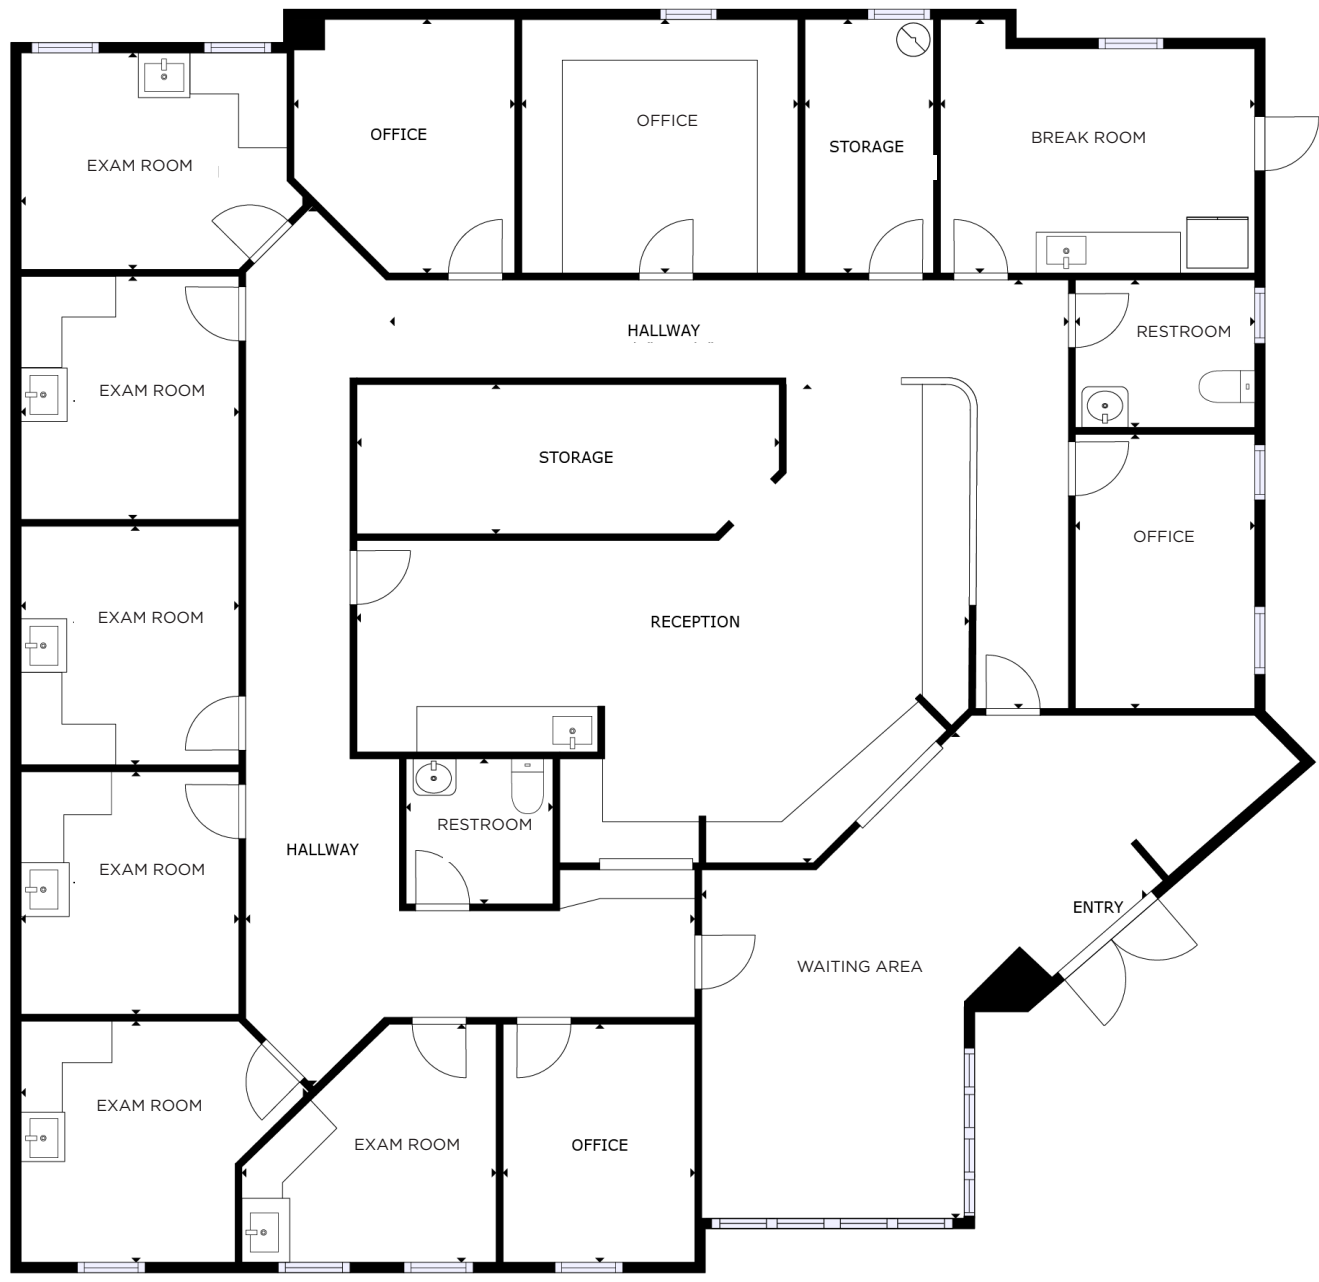 OFFICE
OFFICE
STORAGE
BREAK ROOM
EXAM ROOM
HALLWAY
RESTROOM
EXAM ROOM
STORAGE
OFFICE
EXAM ROOM
RECEPTION
RESTROOM
HALLWAY
EXAM ROOM
ENTRY
WAITING AREA
EXAM ROOM
EXAM ROOM
OFFICE